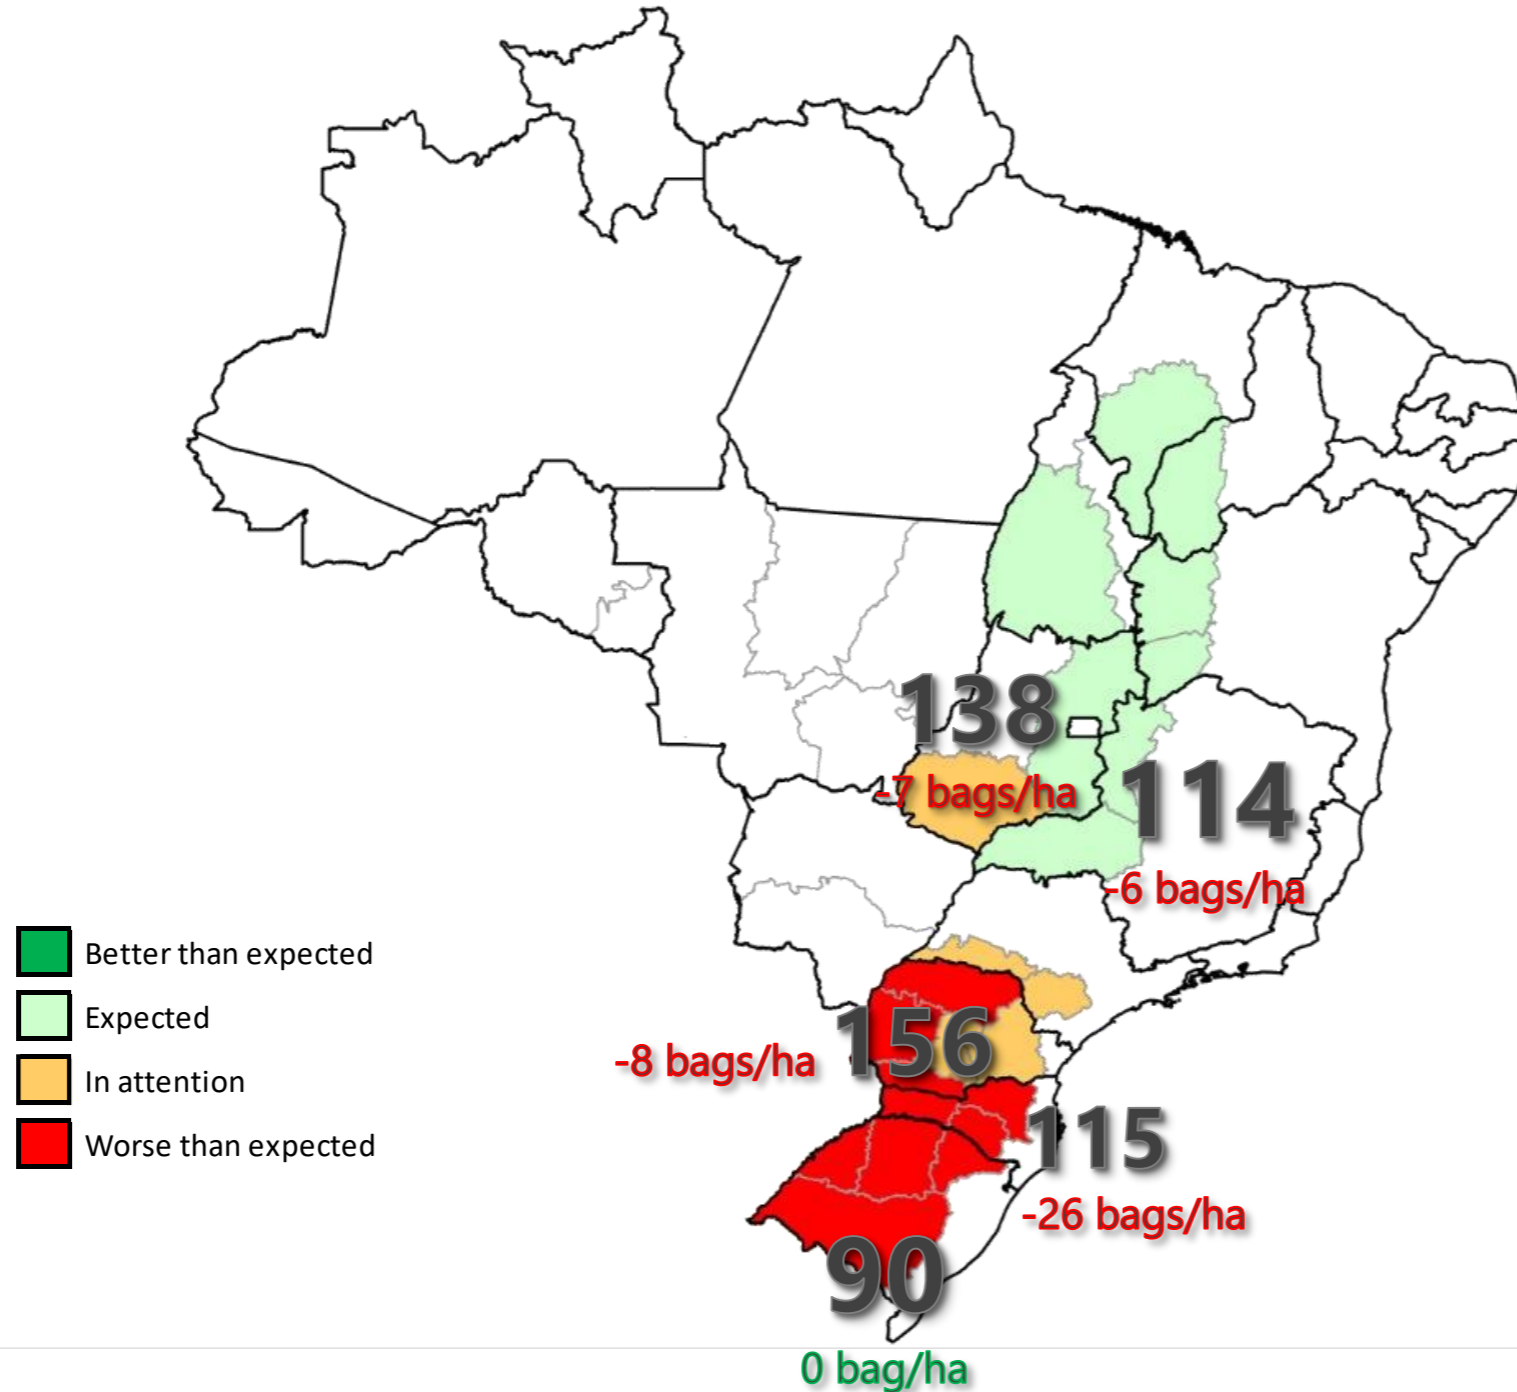 138
-7 bags/ha
114
-6 bags/ha
Better than expected
Expected
In attention
Worse than expected
156
-8 bags/ha
115
-26 bags/ha
90
0 bag/ha